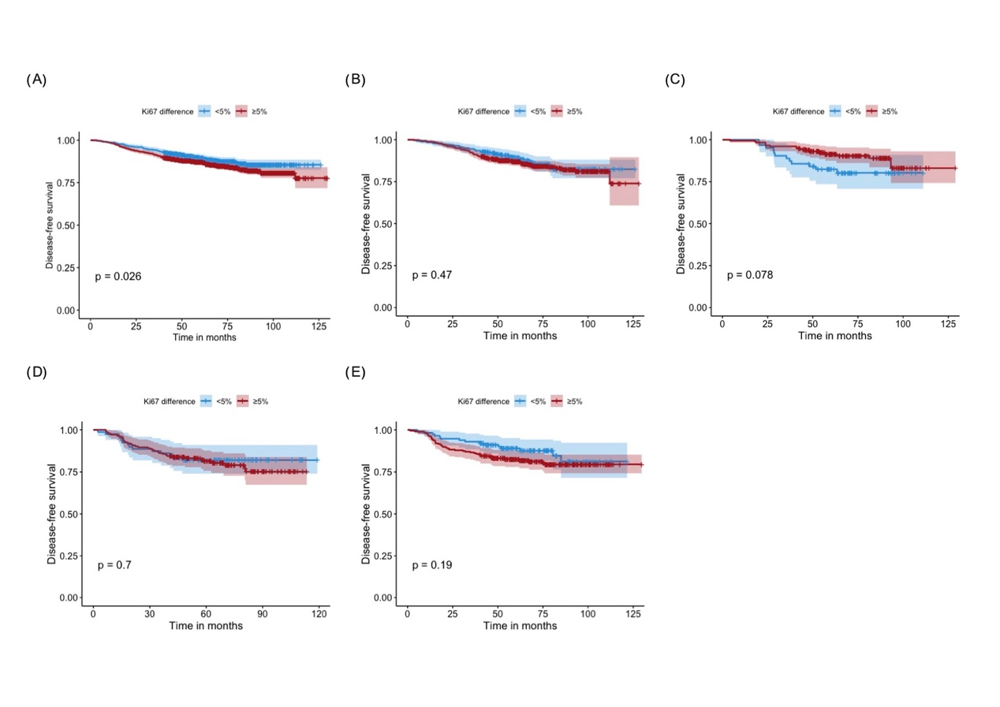 (A)
Ki67 difference <5% ≥5%
Disease-free survival
1.00
0.75
0.50
0.25
0.00
p = 0.026
0 25 50 75 100 125
Time in months
(B)
Ki67 difference <5% ≥5%
Disease-free survival
1.00
0.75
0.50
0.25
0.00
p = 0.47
0 25 50 75 100 125
Time in months
(C)
Ki67 difference <5% ≥5%
Disease-free survival
1.00
0.75
0.50
0.25
0.00
p = 0.078
0 25 50 75 100 125
Time in months
(D)
Ki67 difference <5% ≥5%
Disease-free survival
1.00
0.75
0.50
0.25
0.00
p = 0.7
0 30 60 90 120
Time in months
(E)
Ki67 difference <5% ≥5%
Disease-free survival
1.00
0.75
0.50
0.25
0.00
p = 0.19
0 25 50 75 100 125
Time in months